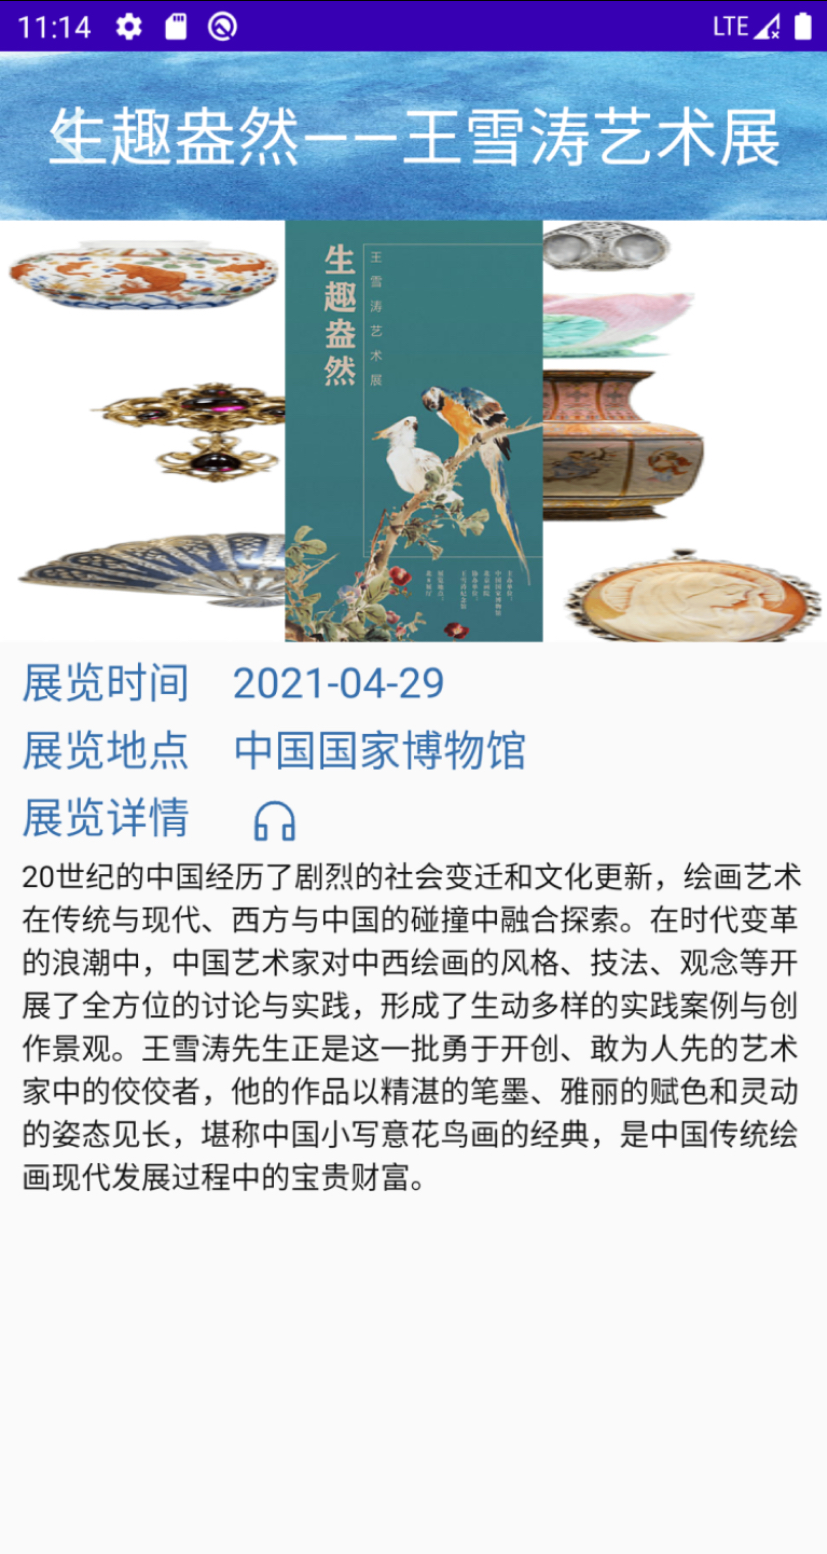 11:14
LTE
生趣盎然——王雪涛艺术展
生趣盎然
王雪涛艺术展
展览时间 2021-04-29
展览地点 中国国家博物馆
展览详情
20世纪的中国经历了剧烈的社会变迁和文化更新，绘画艺术
在传统与现代、西方与中国的碰撞中融合探索。在时代变革
的浪潮中，中国艺术家对中西绘画的风格、技法、观念等开
展了全方位的讨论与实践，形成了生动多样的实践案例与创
作景观。王雪涛先生正是这一批勇于开创、敢为人先的艺术
家中的佼佼者，他的作品以精湛的笔墨、雅丽的赋色和灵动
的姿态见长，堪称中国小写意花鸟画的经典，是中国传统绘
画现代发展过程中的宝贵财富。